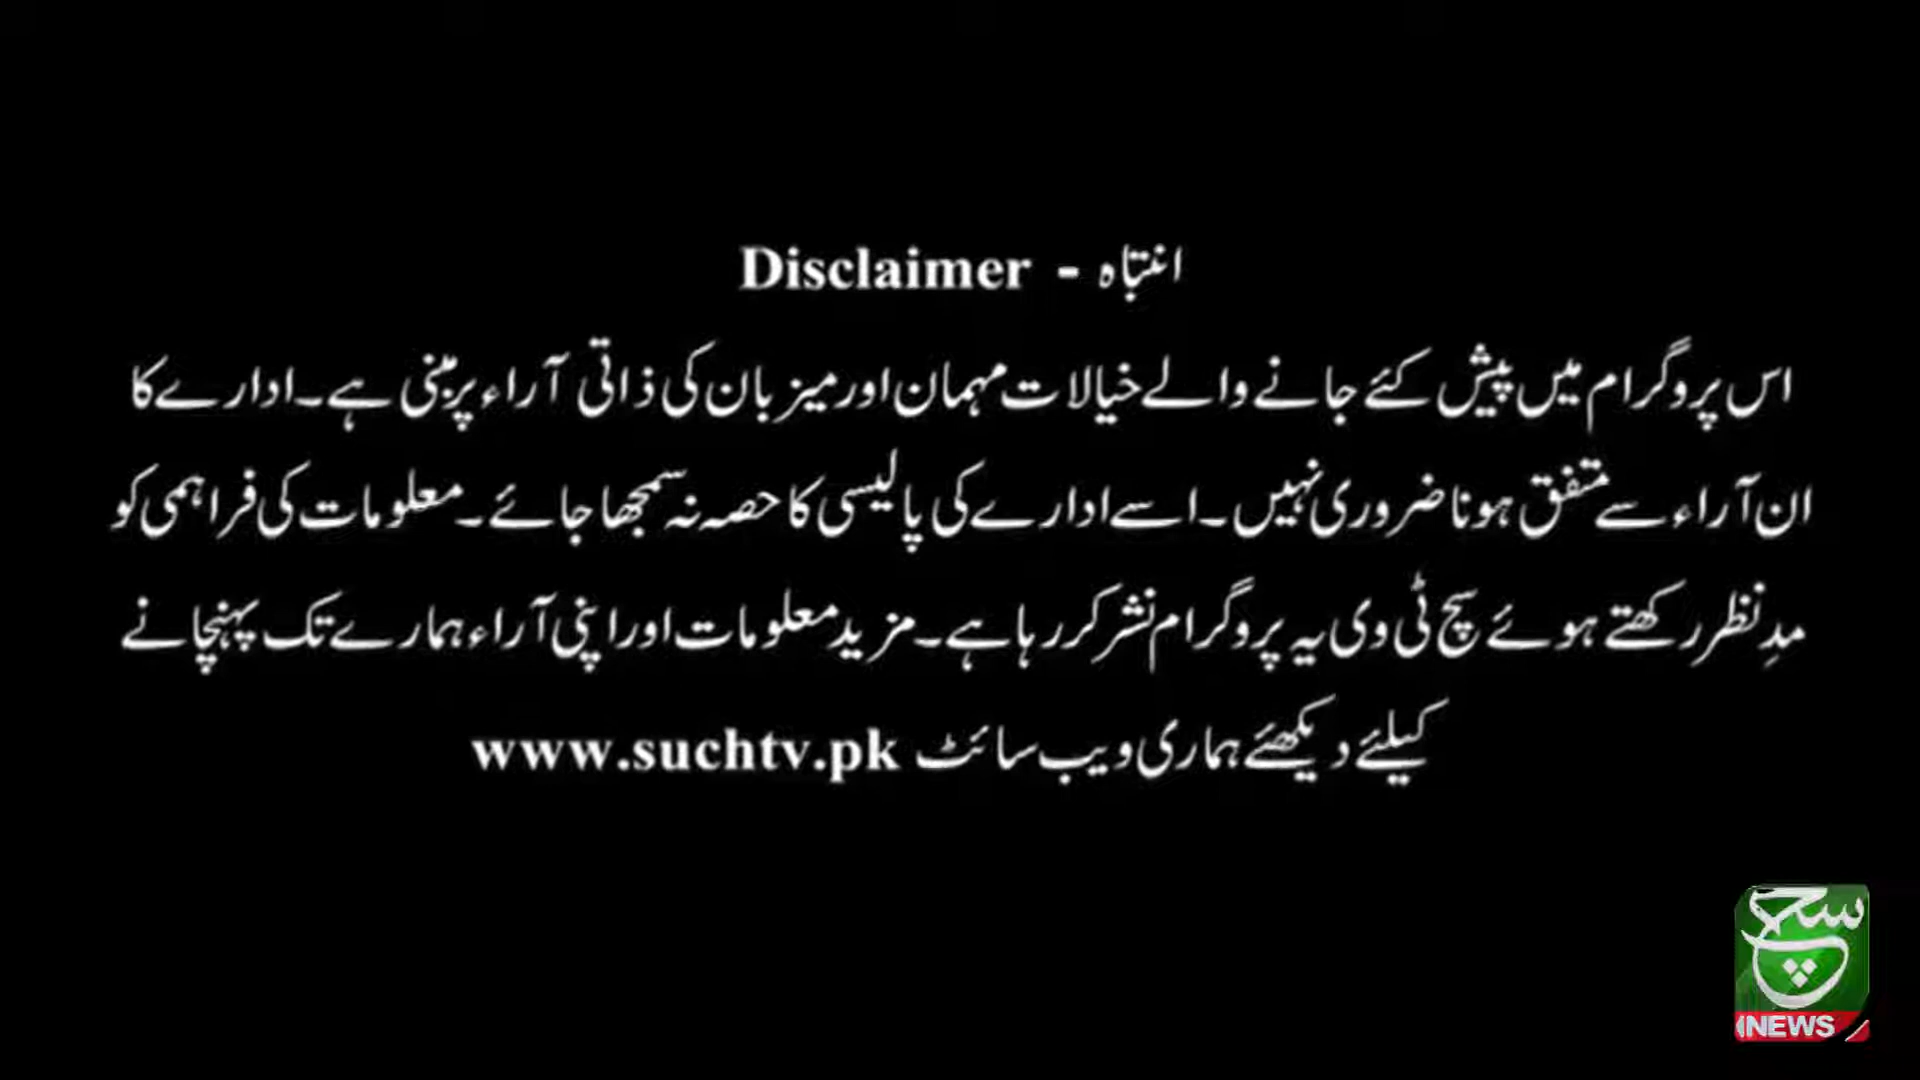 انتباہ - Disclaimer
اس پروگرام میں پیش کئے جانے والے خیالات مہمان اور میزبان کی ذاتی آراء پر مبنی ہے۔ ادارے کا
ان آراء سے متفق ہونا ضروری نہیں۔ اسے ادارے کی پالیسی کا حصہ نہ سمجھا جائے۔ معلومات کی فراہمی کو
مدِ نظر رکھتے ہوئے سچ ٹی وی یہ پروگرام نشر کر رہا ہے۔ مزید معلومات اور اپنی آراء ہمارے تک پہنچانے
کیلئے دیکھئے ہماری ویب سائٹ www.suchtv.pk
سچ
NEWS